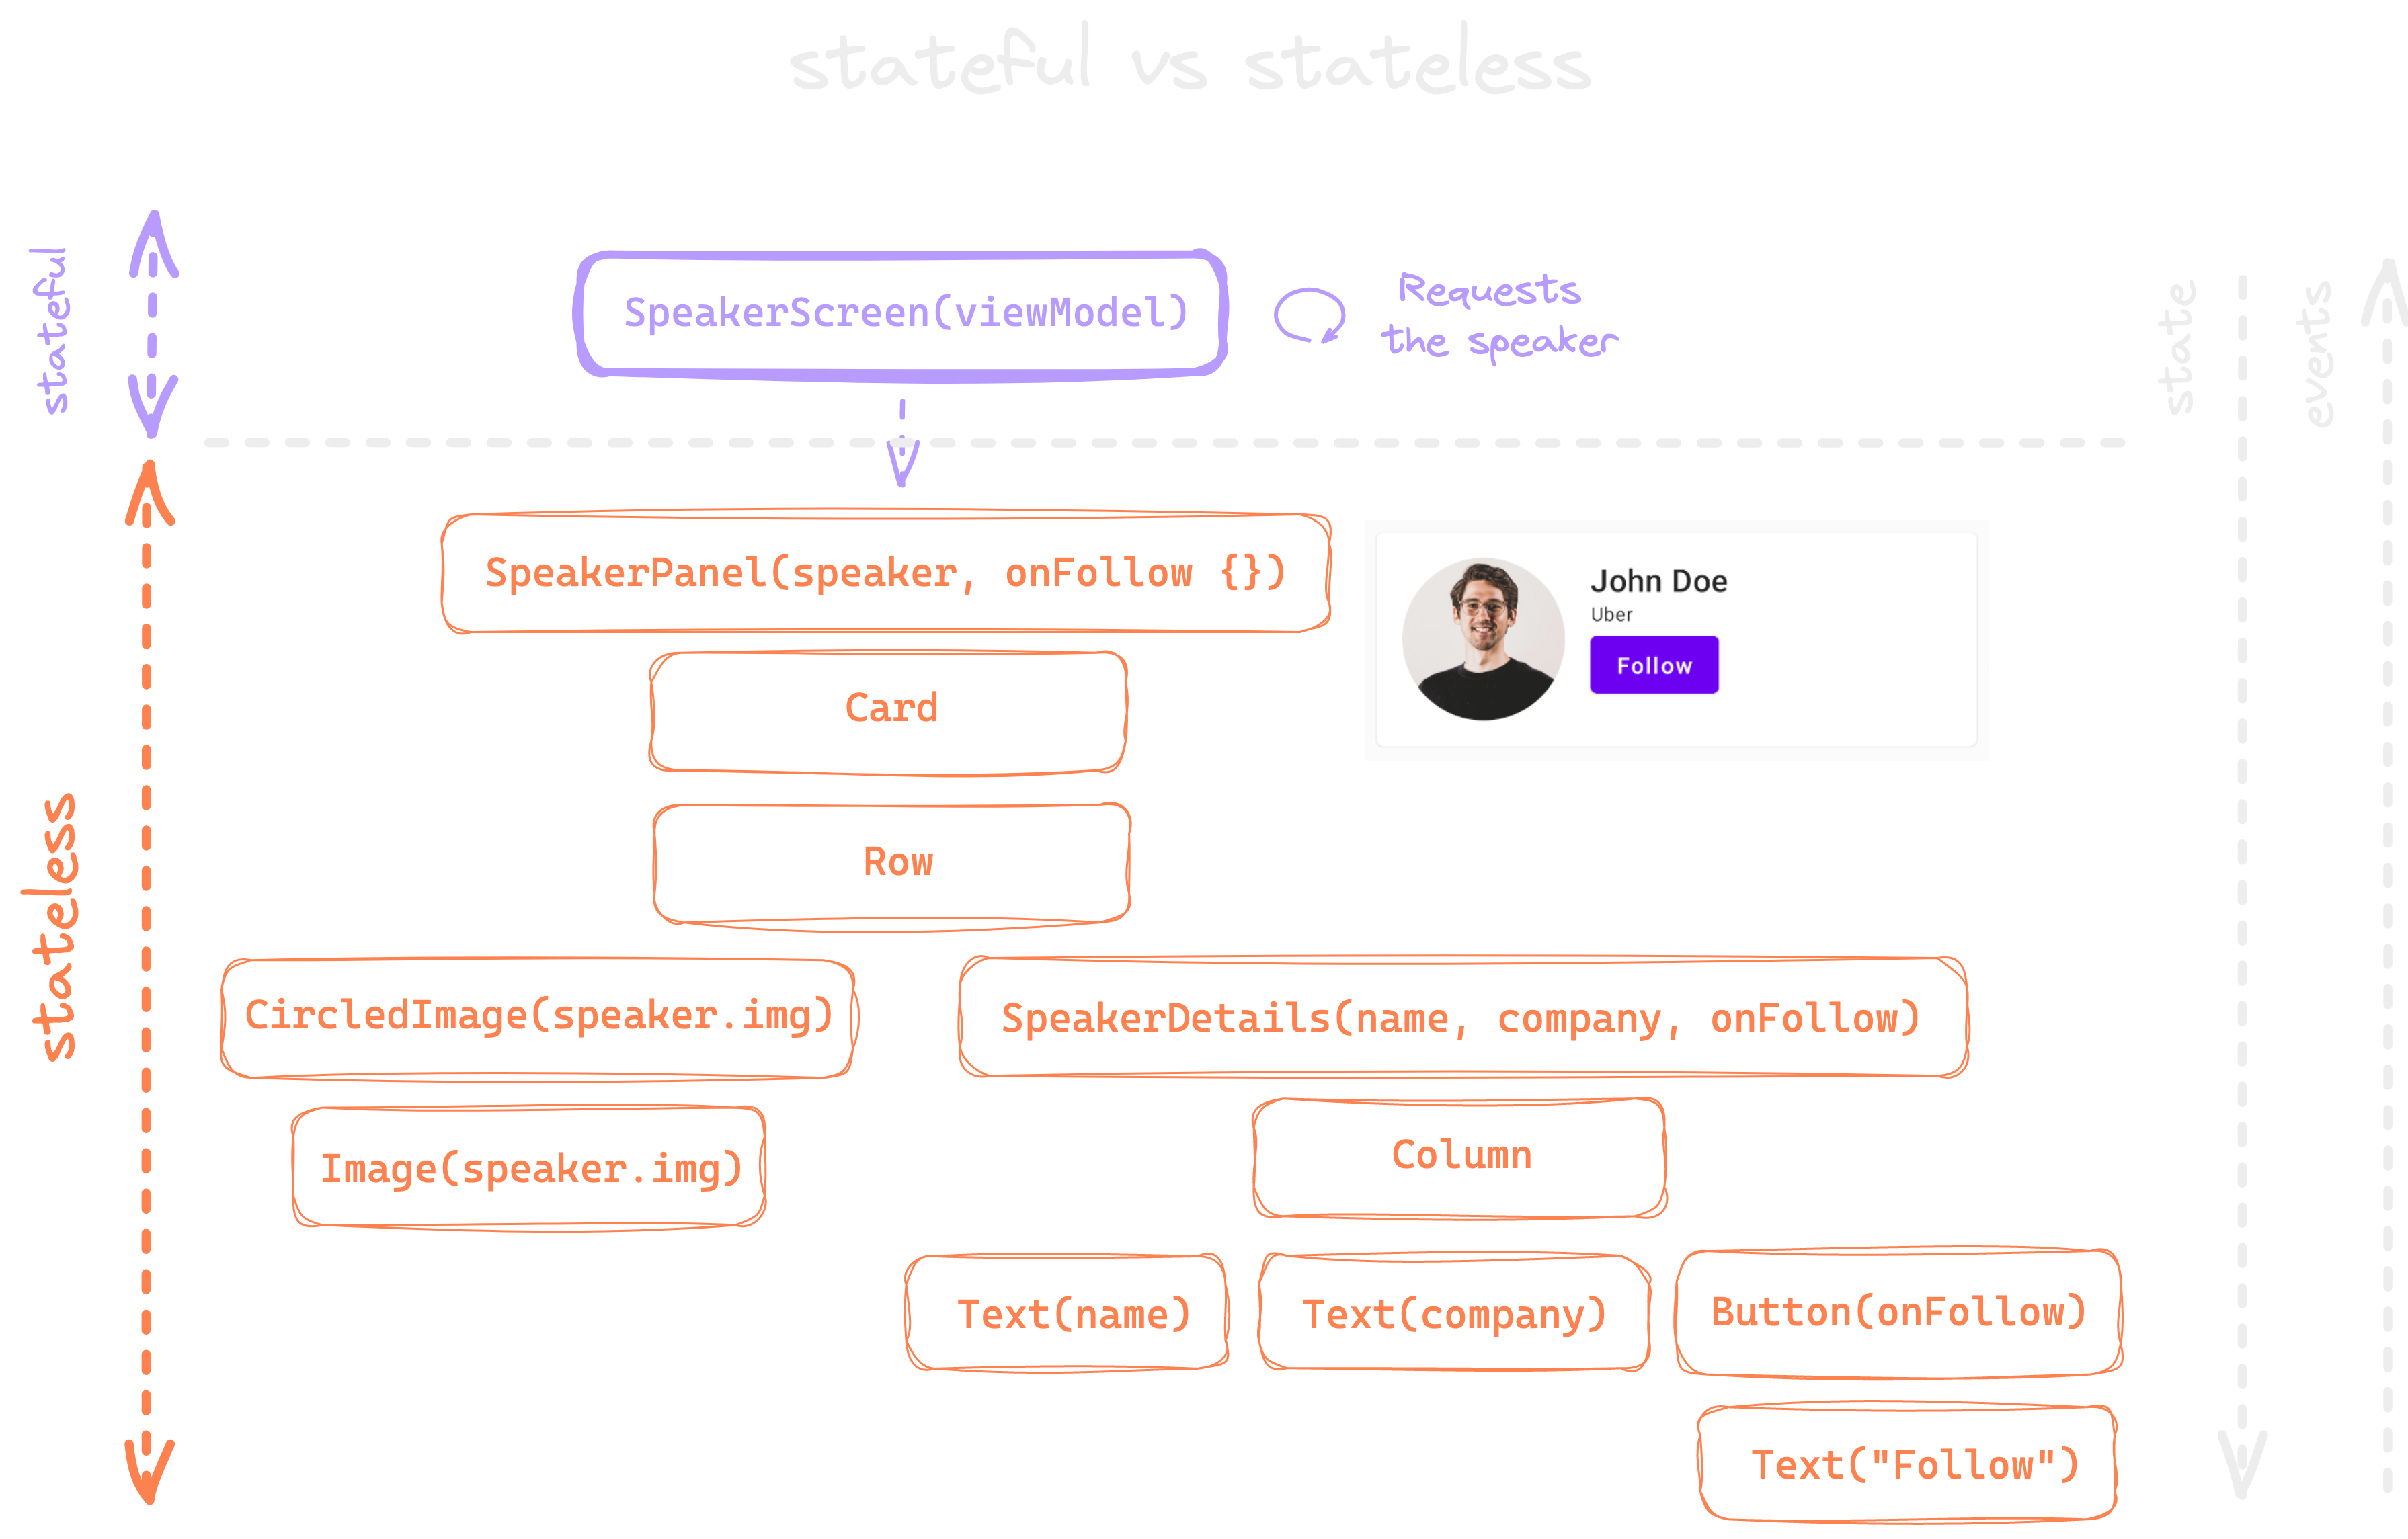 stateful vs stateless
stateful
SpeakerScreen(viewModel)
Requests
the speaker
state
events
SpeakerPanel(speaker, onFollow {})
John Doe
Uber
Follow
Card
Row
stateless
CircledImage(speaker.img)
SpeakerDetails(name, company, onFollow)
Image(speaker.img)
Column
Text(name)
Text(company)
Button(onFollow)
Text("Follow")